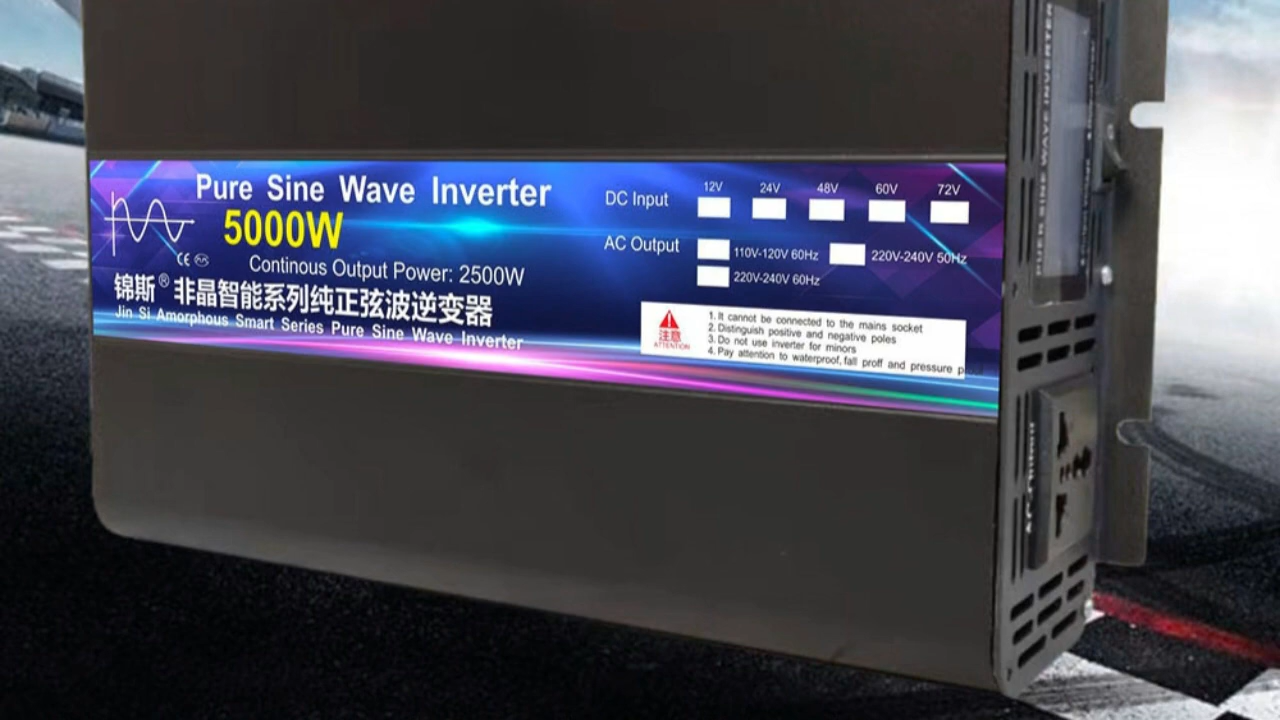 Pure Sine Wave Inverter
5000W
CE
Continous Output Power: 2500W
锦斯® 非晶智能系列纯正弦波逆变器
Jin Si Amorphous Smart Series Pure Sine Wave Inverter
DC Input
12V 24V 48V 60V 72V
AC Output
110V-120V 60Hz 220V-240V 50Hz
220V-240V 60Hz
注意
ATTENTION
1. It cannot be connected to the mains socket
2. Distinguish positive and negative poles
3. Do not use inverter for minors
4. Pay attention to waterproof, fall proff and pressure
PURE SINE WAVE INVERTER